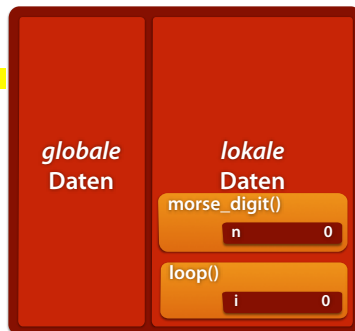 globale
Daten
lokale
Daten
morse_digit()
n 0
loop()
i 0